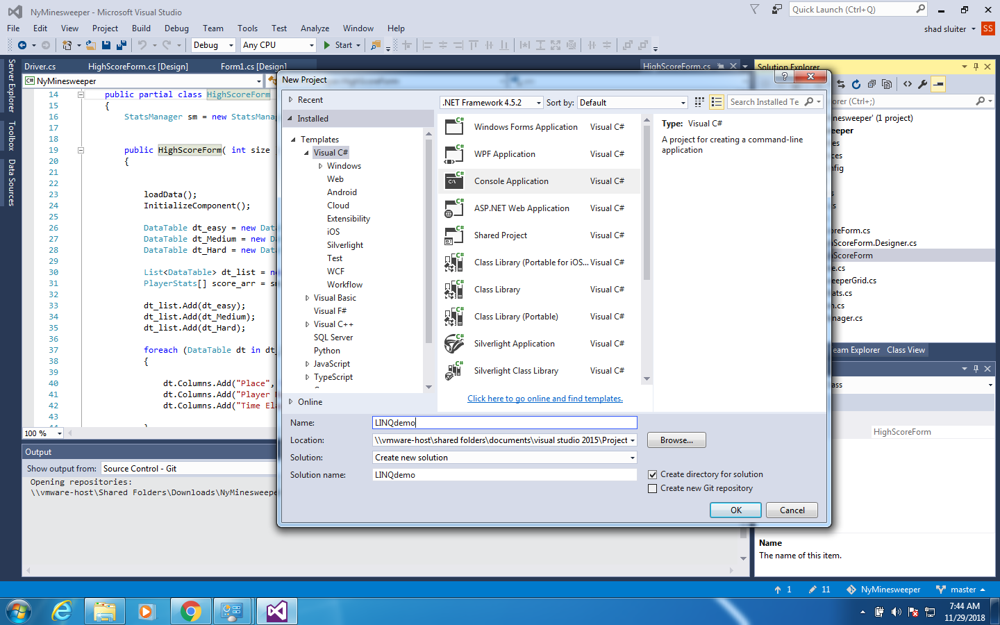 NyMinesweeper - Microsoft Visual Studio
Quick Launch (Ctrl+Q)
File Edit View Project Build Debug Team Tools Test Analyze Window Help
shad sluiter SS
Debug Any CPU Start
Driver.cs HighScoreForm.cs [Design] Form1.cs [Design] HighScoreForm.cs
Solution Explorer
Server Explorer
Toolbox
Data Sources
C# NyMinesweeper
14 public partial class HighScoreForm
15 {
16 StatsManager sm = new StatsMana
17
18
19 public HighScoreForm( int size
20 {
21
22
23 loadData();
24 InitializeComponent();
25
26 DataTable dt_easy = new Dat
27 DataTable dt_Medium = new D
28 DataTable dt_Hard = new Dat
29
30 List<DataTable> dt_list = n
31 PlayerStats[] score_arr = s
32
33 dt_list.Add(dt_easy);
34 dt_list.Add(dt_Medium);
35 dt_list.Add(dt_Hard);
36
37 foreach (DataTable dt in dt_
38 {
39
40 dt.Columns.Add("Place",
41 dt.Columns.Add("Player
42 dt.Columns.Add("Time Ela
43
44 }
100 %
Output
Show output from: Source Control - Git
Opening repositories:
\\vmware-host\Shared Folders\Downloads\NyMinesweepe
New Project
?
Recent
Installed
Templates
Visual C#
Windows
Web
Android
Cloud
Extensibility
iOS
Silverlight
Test
WCF
Workflow
Visual Basic
Visual F#
Visual C++
SQL Server
Python
JavaScript
TypeScript
Online
.NET Framework 4.5.2 Sort by: Default
Search Installed Te
Windows Forms Application Visual C#
WPF Application Visual C#
Console Application Visual C#
ASP.NET Web Application Visual C#
Shared Project Visual C#
Class Library (Portable for iOS... Visual C#
Class Library Visual C#
Class Library (Portable) Visual C#
Silverlight Application Visual C#
Silverlight Class Library Visual C#
Click here to go online and find templates.
Type: Visual C#
A project for creating a command-line
application
Name: LINQdemo
Location: \\vmware-host\shared folders\documents\visual studio 2015\Project
Browse...
Solution: Create new solution
Solution name: LINQdemo
Create directory for solution
Create new Git repository
OK Cancel
orer (Ctrl+;)
nesweeper' (1 project)
eeper
es
ces
nfig
s
s
oreForm.cs
ScoreForm.Designer.cs
ScoreForm
e.cs
eeperGrid.cs
ats.cs
m.cs
nager.cs
eam Explorer Class View
ass
HighScoreForm
Name
The name of this item.
1 11 NyMinesweeper master
7:44 AM
11/29/2018